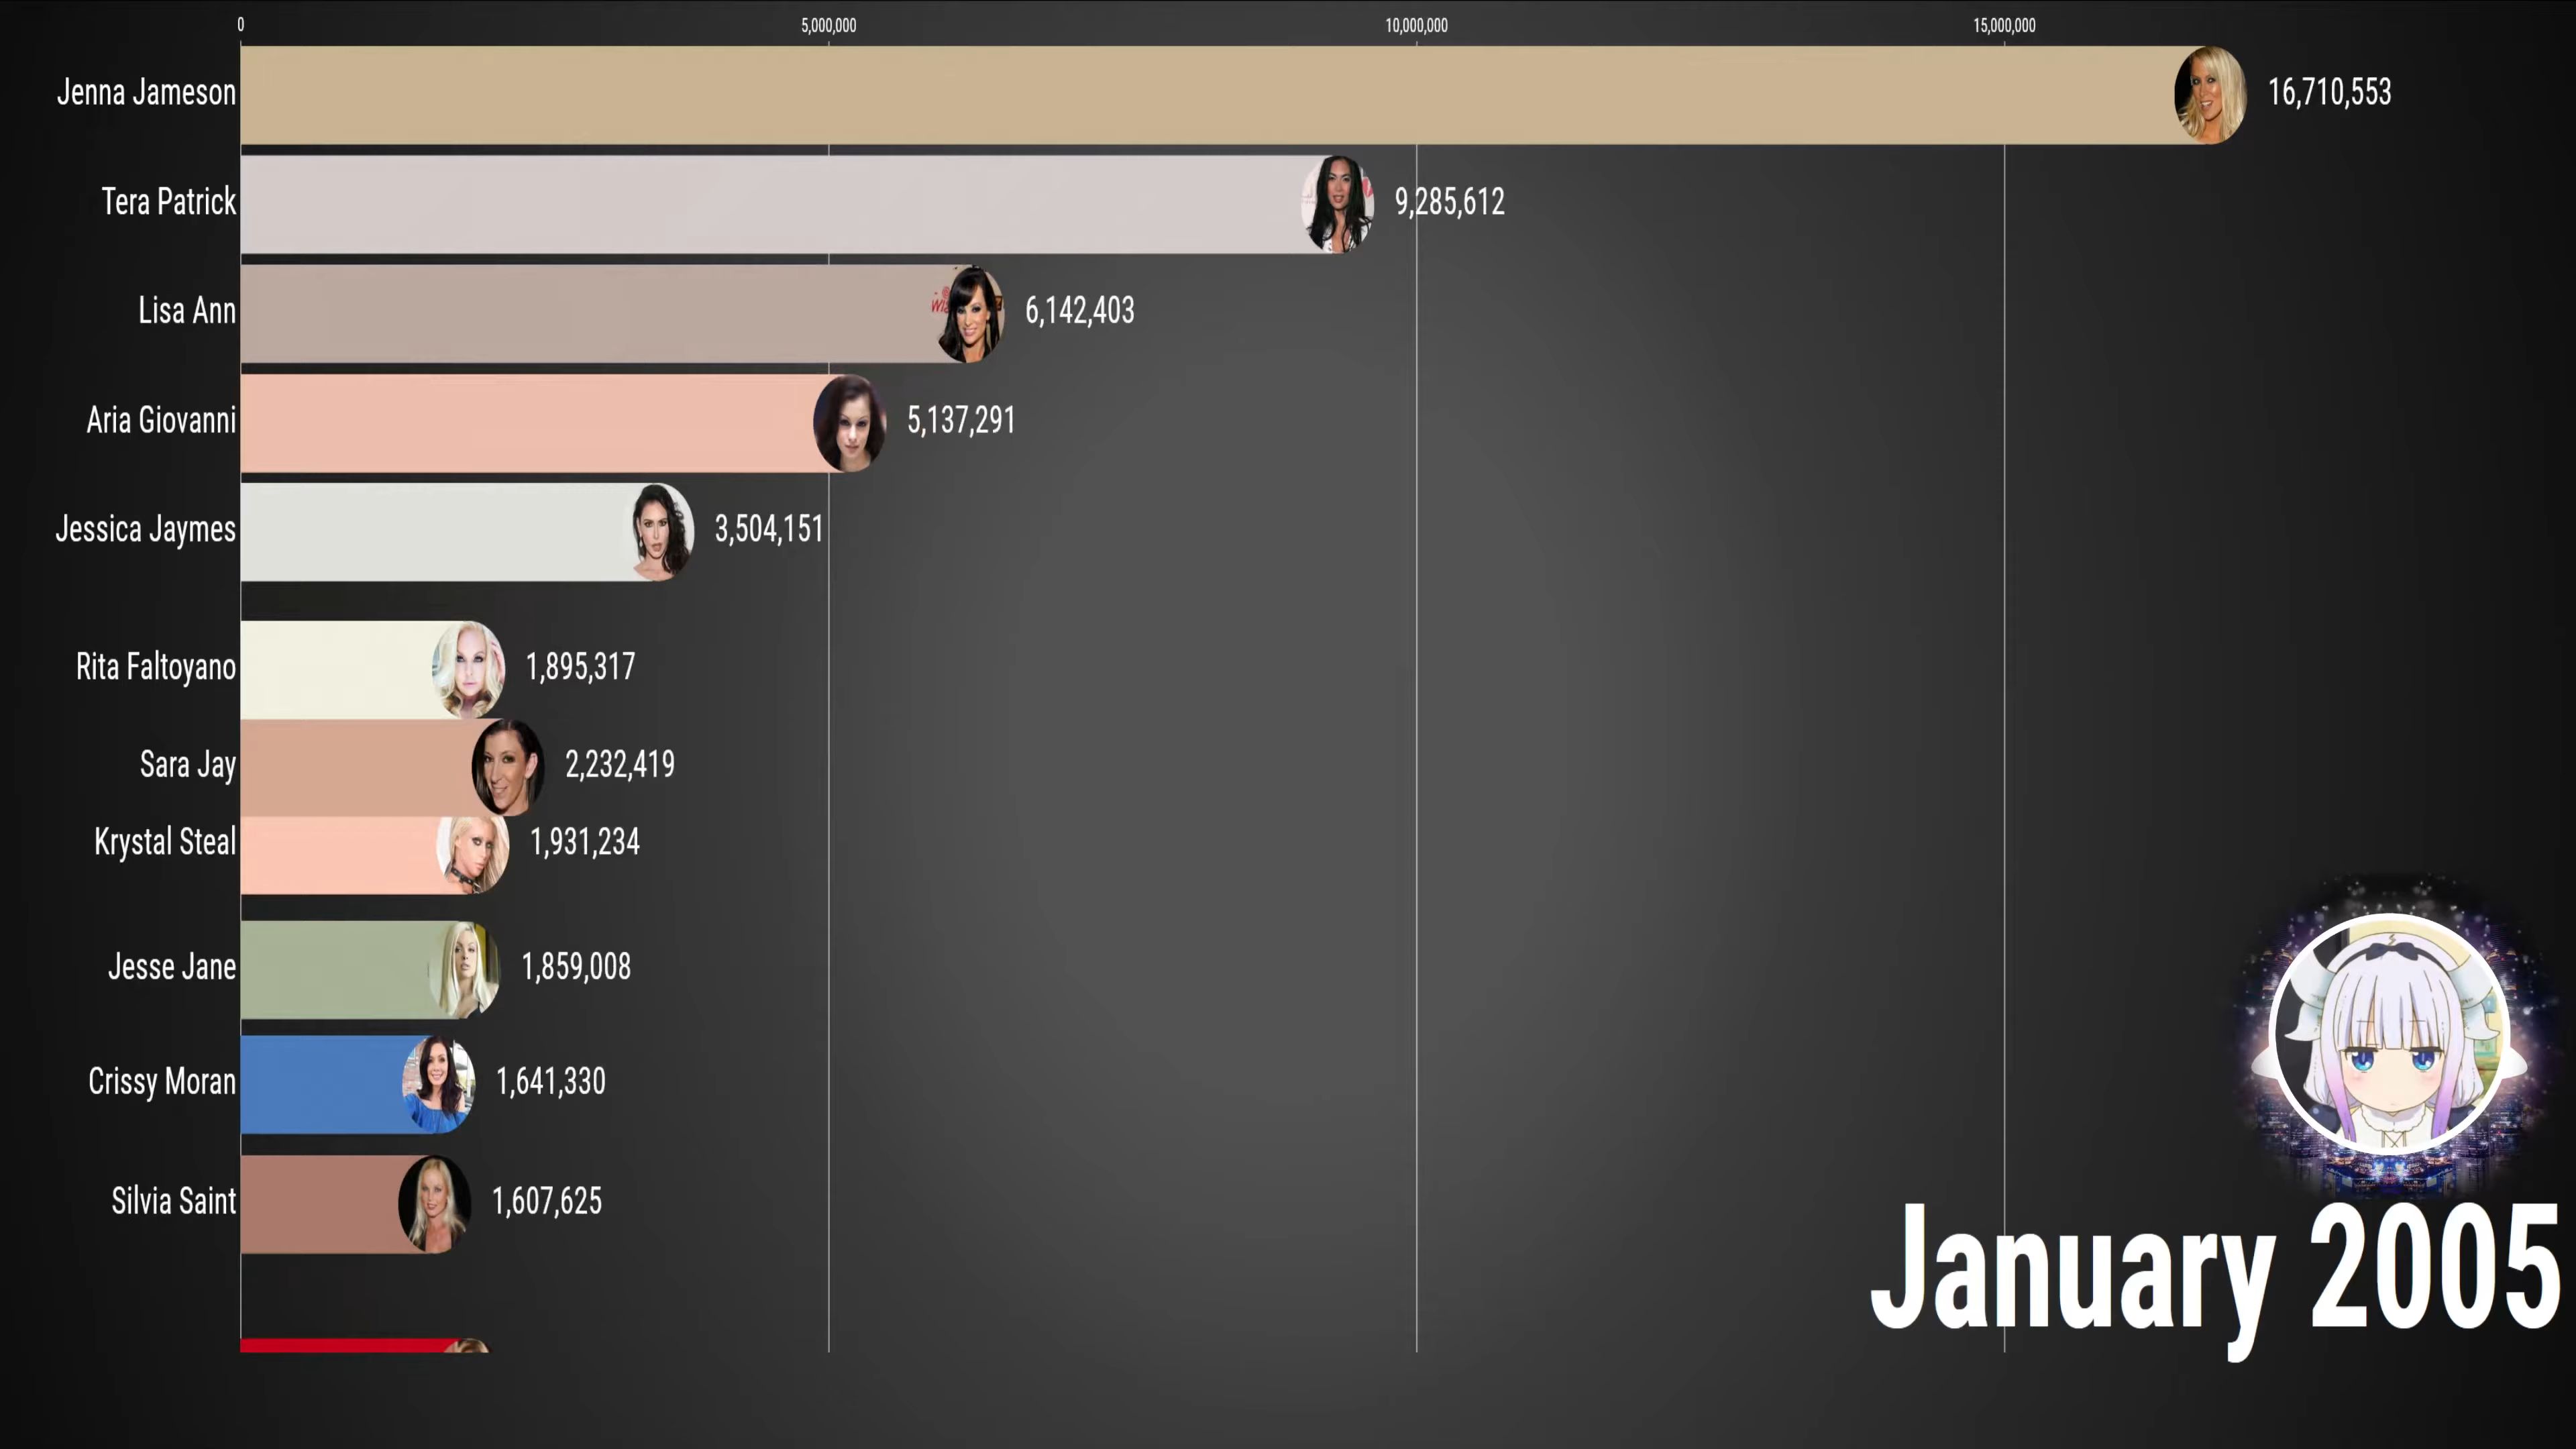 0 5,000,000 10,000,000 15,000,000
Jenna Jameson 16,710,553
Tera Patrick 9,285,612
Lisa Ann 6,142,403
Aria Giovanni 5,137,291
Jessica Jaymes 3,504,151
Rita Faltoyano 1,895,317
Sara Jay 2,232,419
Krystal Steal 1,931,234
Jesse Jane 1,859,008
Crissy Moran 1,641,330
Silvia Saint 1,607,625
January 2005